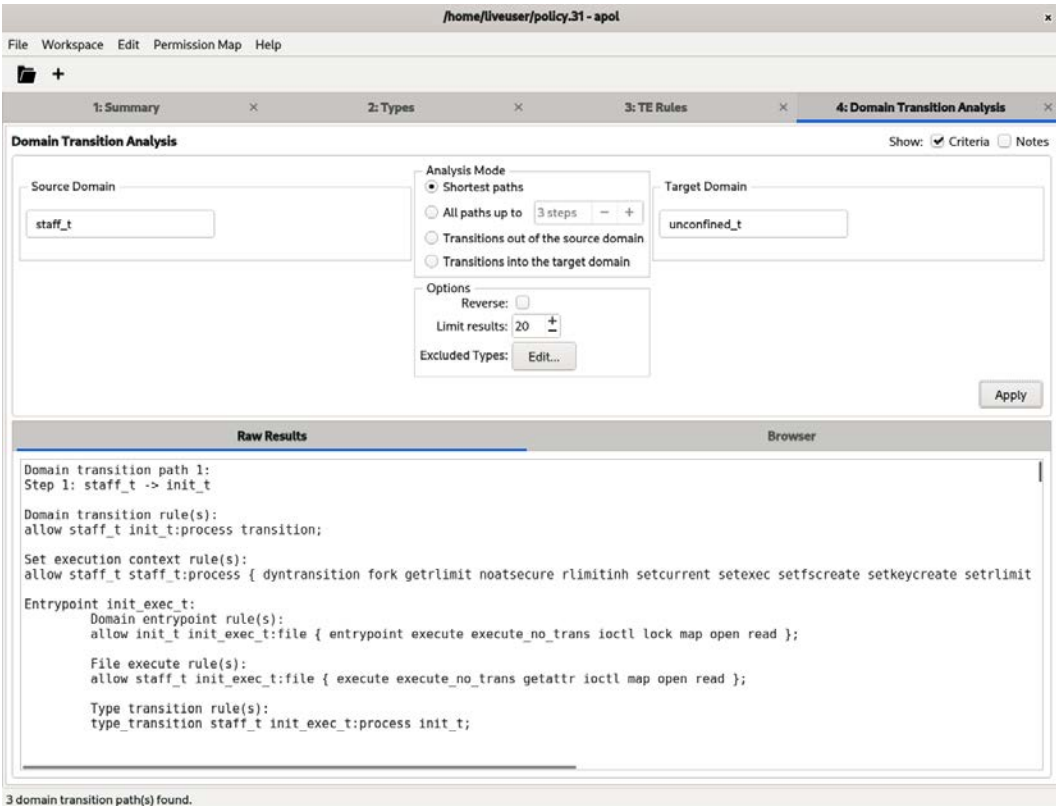 /home/liveuser/policy.31 - apol
File Workspace Edit Permission Map Help
1: Summary 2: Types 3: TE Rules 4: Domain Transition Analysis
Domain Transition Analysis Show: Criteria Notes
Source Domain
staff_t
Analysis Mode
Shortest paths
All paths up to 3 steps
Transitions out of the source domain
Transitions into the target domain
Target Domain
unconfined_t
Options
Reverse:
Limit results: 20
Excluded Types: Edit...
Apply
Raw Results Browser
Domain transition path 1:
Step 1: staff_t -> init_t
Domain transition rule(s):
allow staff_t init_t:process transition;
Set execution context rule(s):
allow staff_t staff_t:process { dyntransition fork getrlimit noatsecure rlimitinh setcurrent setexec setfscreate setkeycreate setrlimit
Entrypoint init_exec_t:
Domain entrypoint rule(s):
allow init_t init_exec_t:file { entrypoint execute execute_no_trans ioctl lock map open read };
File execute rule(s):
allow staff_t init_exec_t:file { execute execute_no_trans getattr ioctl map open read };
Type transition rule(s):
type_transition staff_t init_exec_t:process init_t;
3 domain transition path(s) found.